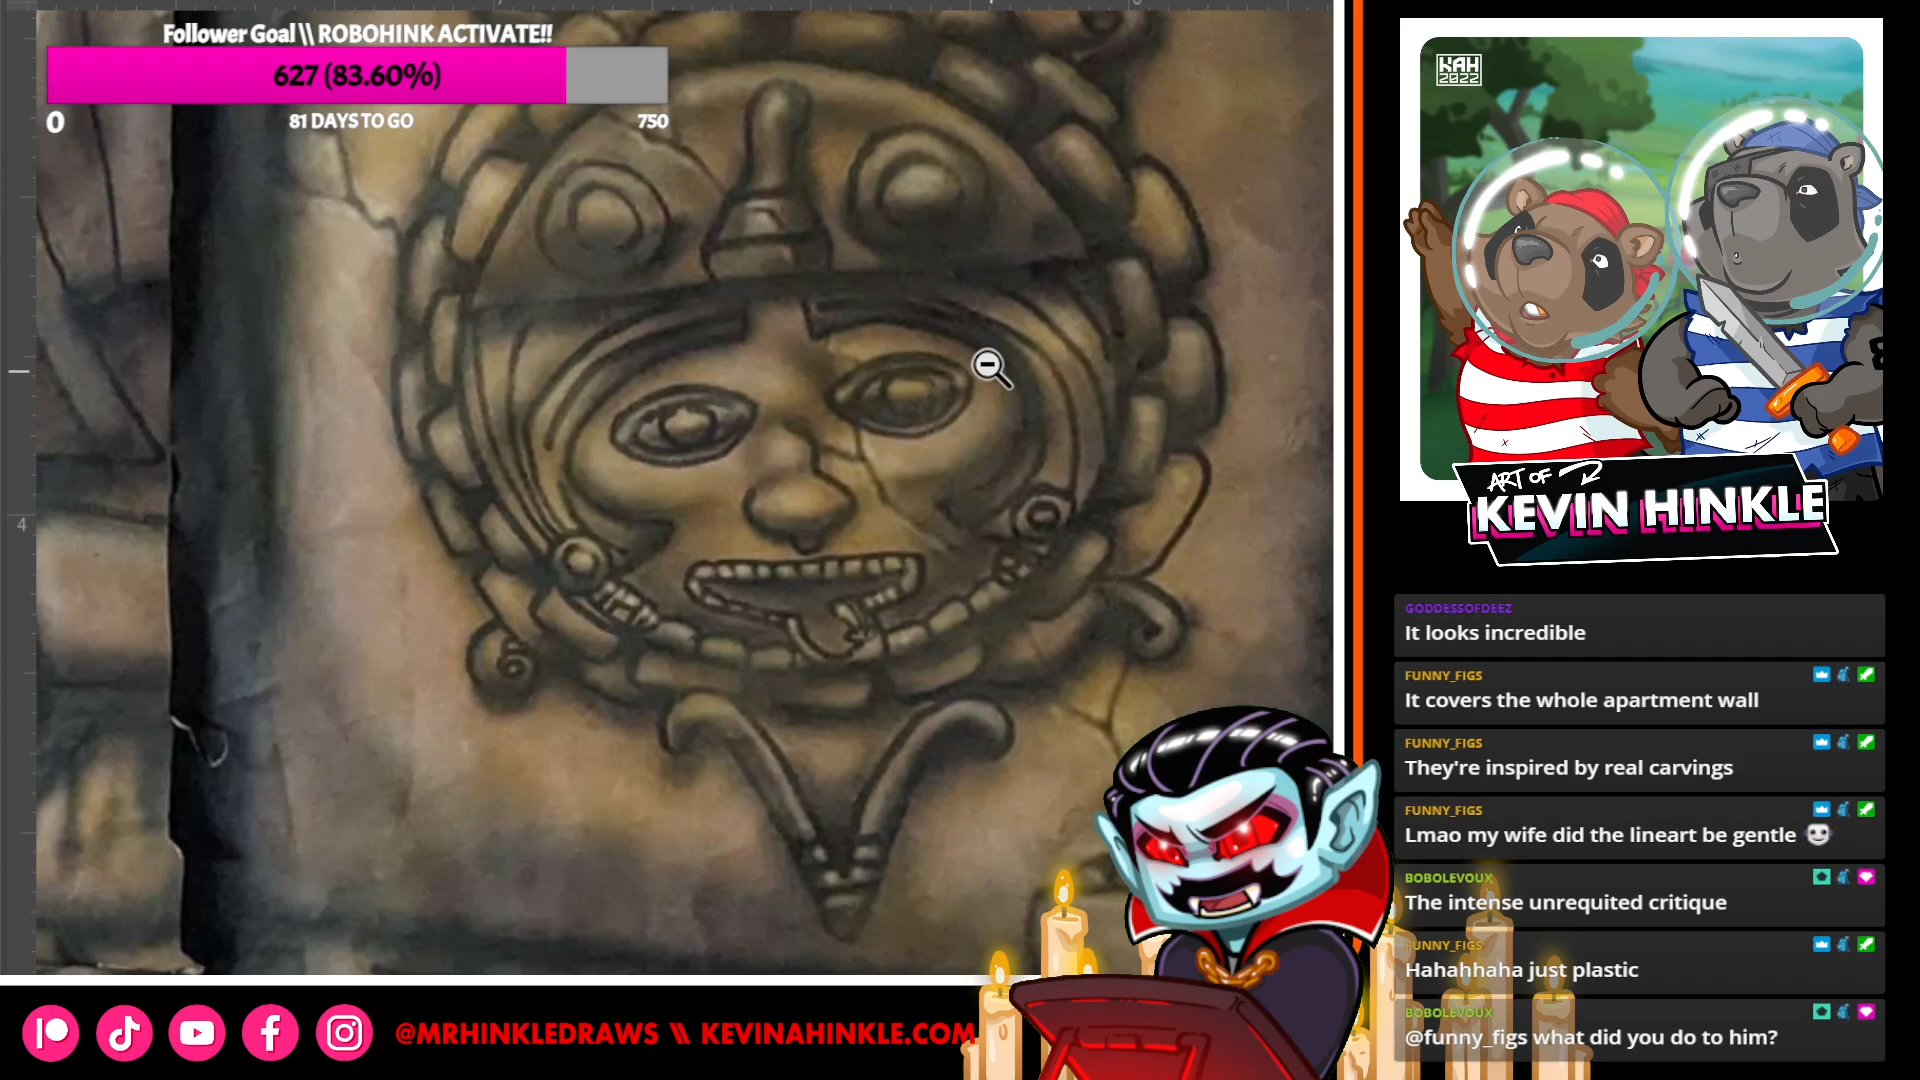 Follower Goal \\ ROBOHINK ACTIVATE!!
627 (83.60%)
0
81 DAYS TO GO
750
4
KAH
2022
ART OF
KEVIN HINKLE
GODDESSOFDEEZ
It looks incredible
FUNNY_FIGS
It covers the whole apartment wall
FUNNY_FIGS
They're inspired by real carvings
FUNNY_FIGS
Lmao my wife did the lineart be gentle
BOBOLEVOUX
The intense unrequited critique
FUNNY_FIGS
Hahahhaha just plastic
BOBOLEVOUX
@funny_figs what did you do to him?
@MRHINKLEDRAWS \\ KEVINAHINKLE.COM